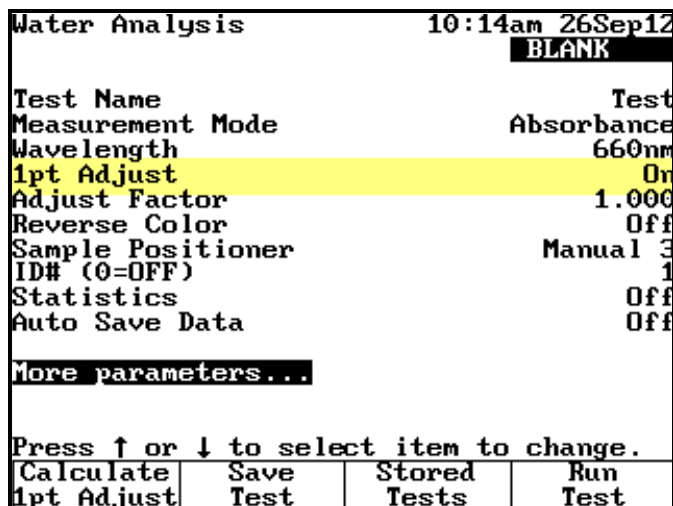 Water Analysis 10:14am 26Sep12
BLANK
Test Name Test
Measurement Mode Absorbance
Wavelength 660nm
1pt Adjust On
Adjust Factor 1.000
Reverse Color Off
Sample Positioner Manual 3
ID# (0=OFF) 1
Statistics Off
Auto Save Data Off
More parameters...
Press ↑ or ↓ to select item to change.
Calculate Save Stored Run
1pt Adjust Test Tests Test